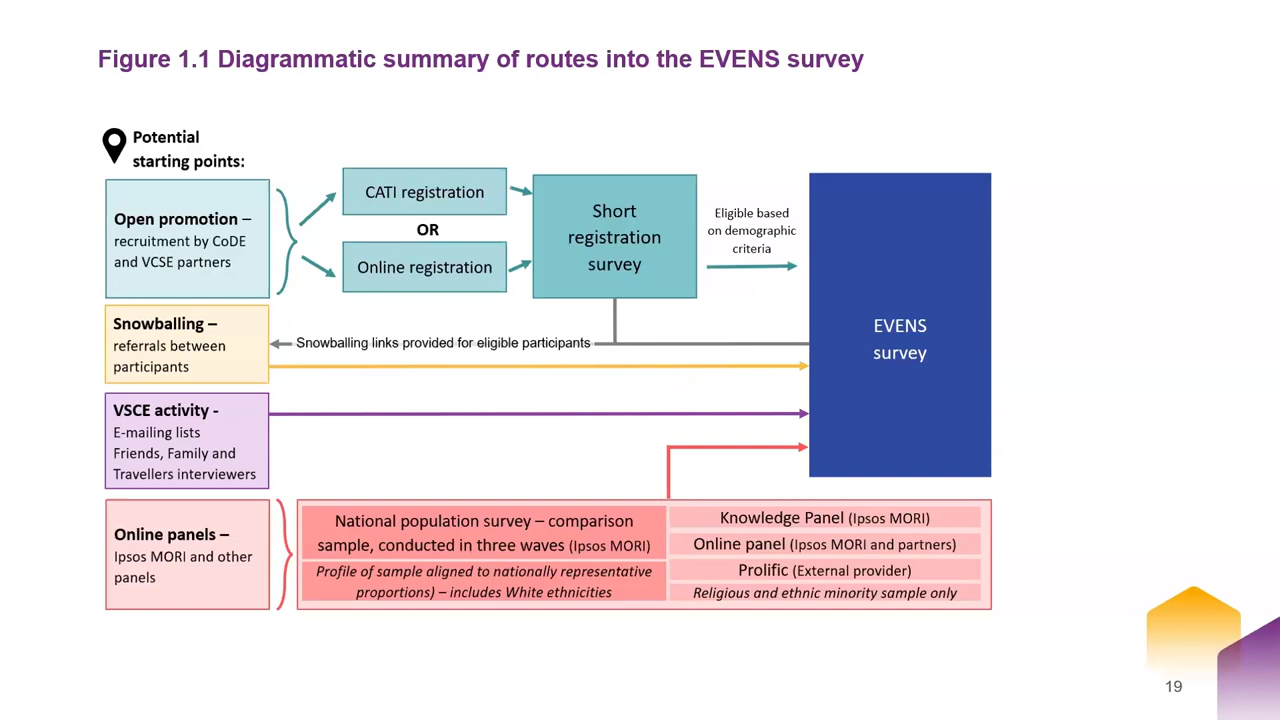 Figure 1.1 Diagrammatic summary of routes into the EVENS survey
Potential
starting points:
Open promotion –
recruitment by CoDE
and VCSE partners
CATI registration
OR
Online registration
Short
registration
survey
Eligible based
on demographic
criteria
EVENS
survey
Snowballing –
referrals between
participants
Snowballing links provided for eligible participants
VSCE activity -
E-mailing lists
Friends, Family and
Travellers interviewers
Online panels –
Ipsos MORI and other
panels
National population survey – comparison
sample, conducted in three waves (Ipsos MORI)
Profile of sample aligned to nationally representative
proportions) – includes White ethnicities
Knowledge Panel (Ipsos MORI)
Online panel (Ipsos MORI and partners)
Prolific (External provider)
Religious and ethnic minority sample only
19